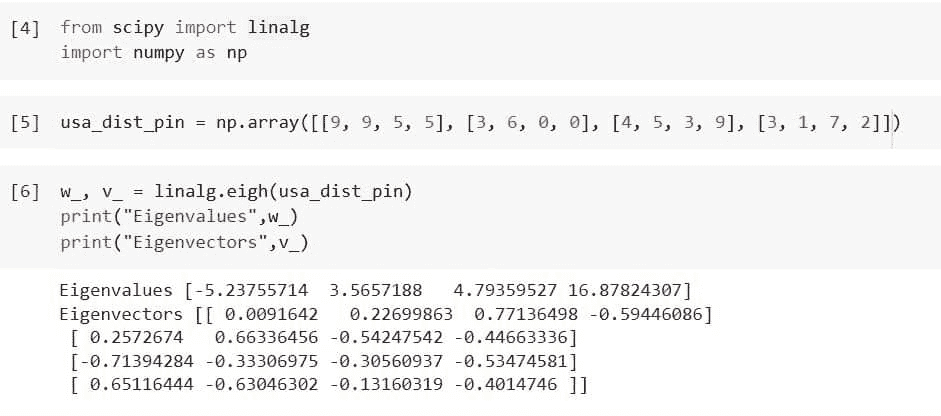 [4] from scipy import linalg
import numpy as np
[5] usa_dist_pin = np.array([[9, 9, 5, 5], [3, 6, 0, 0], [4, 5, 3, 9], [3, 1, 7, 2]])
[6] w_, v_ = linalg.eigh(usa_dist_pin)
print("Eigenvalues",w_)
print("Eigenvectors",v_)
Eigenvalues [-5.23755714 3.5657188 4.79359527 16.87824307]
Eigenvectors [[ 0.0091642 0.22699863 0.77136498 -0.59446086]
[ 0.2572674 0.66336456 -0.54247542 -0.44663336]
[-0.71394284 -0.33306975 -0.30560937 -0.53474581]
[ 0.65116444 -0.63046302 -0.13160319 -0.4014746 ]]